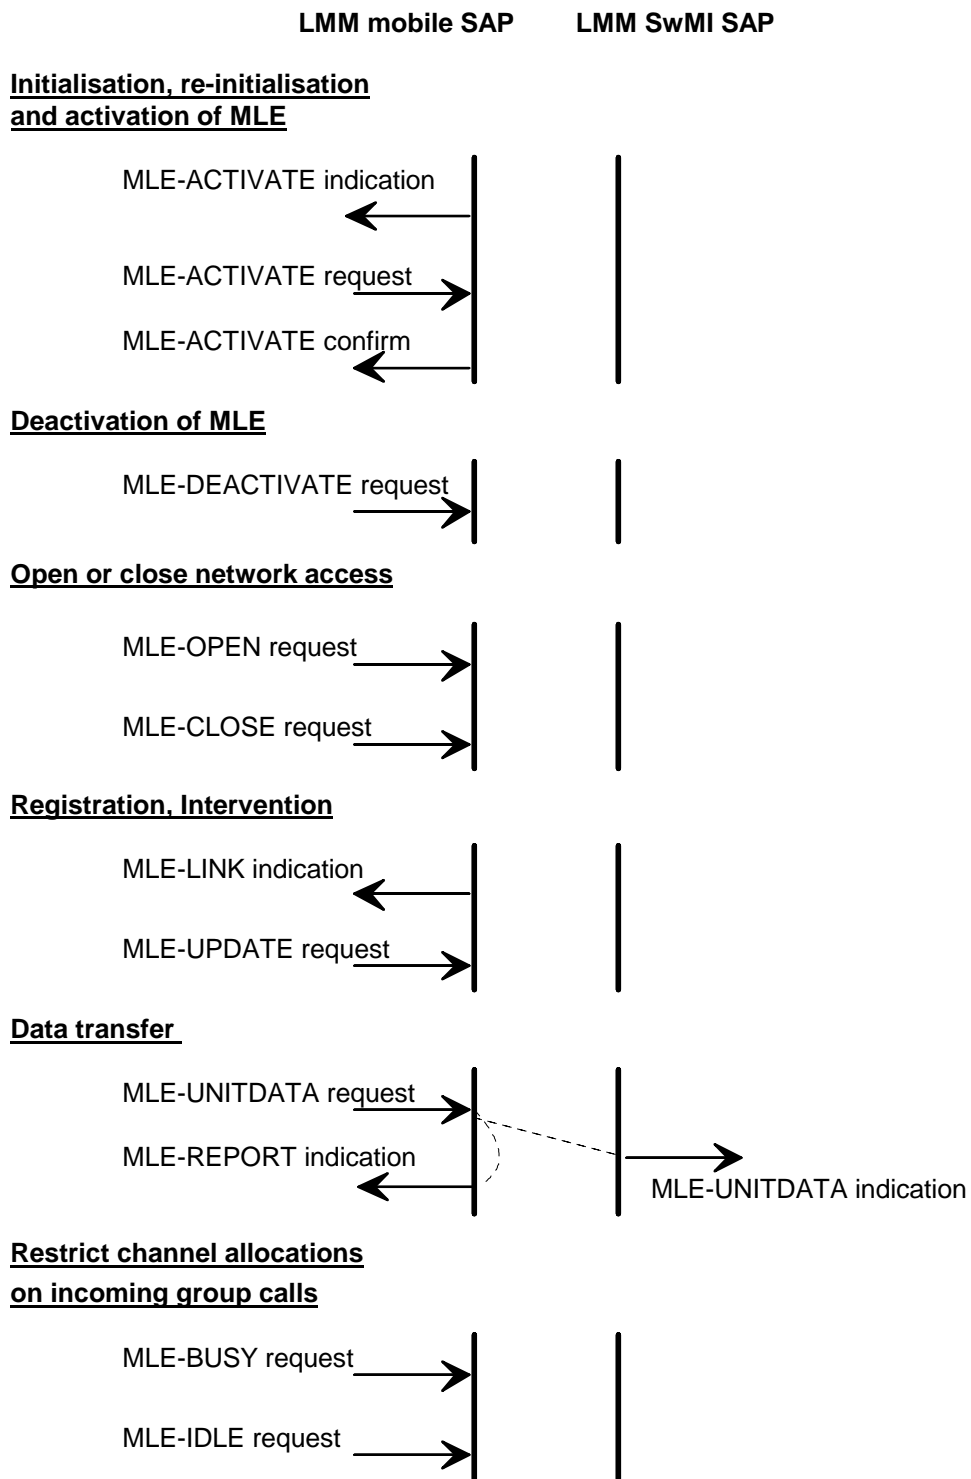 LMM mobile SAP LMM SwMI SAP
Initialisation, re-initialisation
and activation of MLE
MLE-ACTIVATE indication
MLE-ACTIVATE request
MLE-ACTIVATE confirm
Deactivation of MLE
MLE-DEACTIVATE request
Open or close network access
MLE-OPEN request
MLE-CLOSE request
Registration, Intervention
MLE-LINK indication
MLE-UPDATE request
Data transfer
MLE-UNITDATA request
MLE-REPORT indication
MLE-UNITDATA indication
Restrict channel allocations
on incoming group calls
MLE-BUSY request
MLE-IDLE request